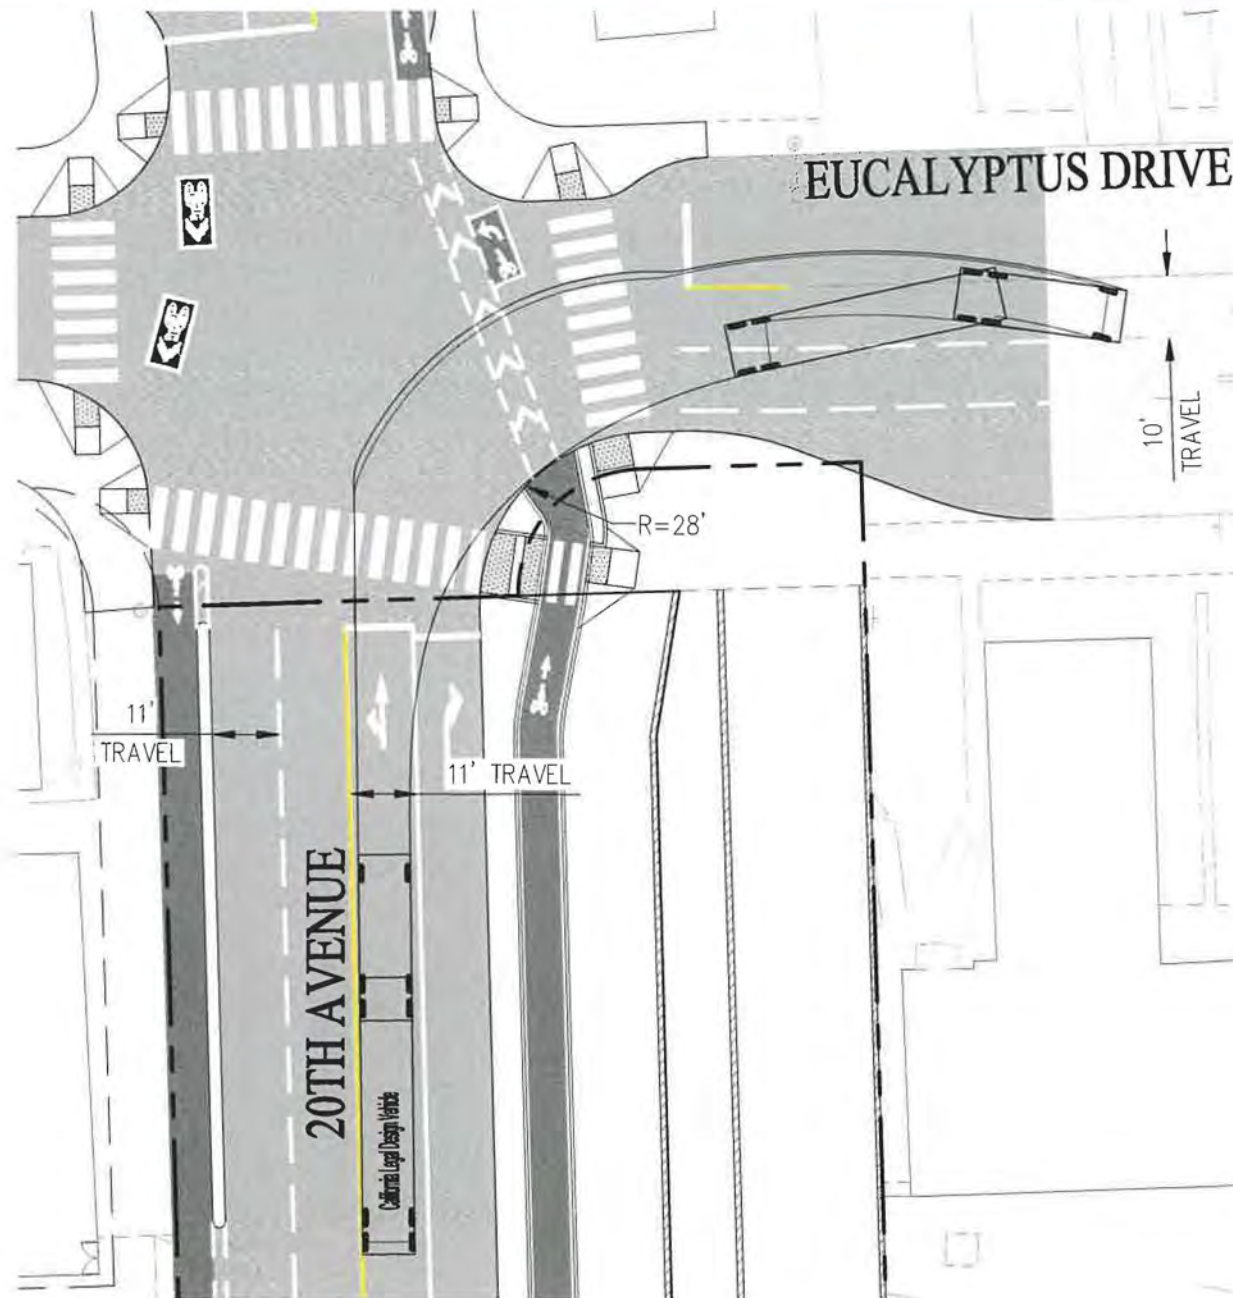 EUCALYPTUS DRIVE
10'
TRAVEL
R=28'
11'
TRAVEL
11' TRAVEL
20TH AVENUE
California Legal Design Vehicle